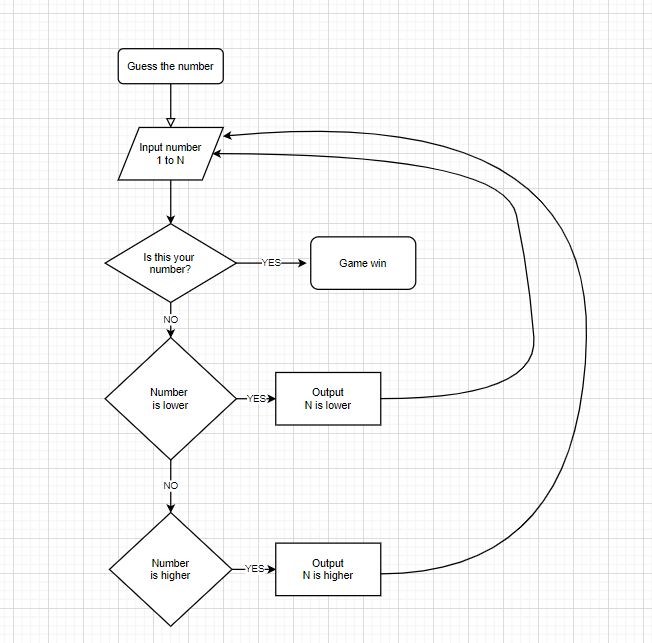 Guess the number
Input number
1 to N
Is this your
number?
YES
Game win
NO
Number
is lower
YES
Output
N is lower
NO
Number
is higher
YES
Output
N is higher